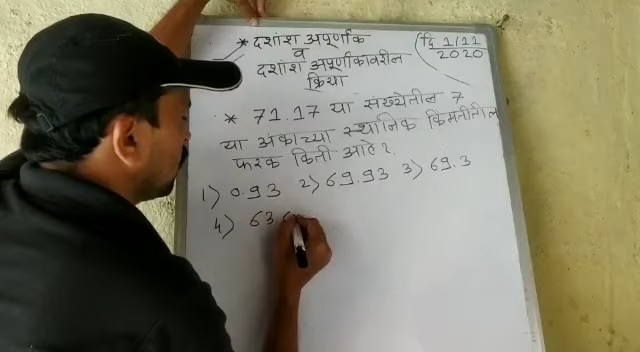 * दशांश अपूर्णांक
व
दशांश अपूर्णांकावरील
क्रिया
दि 1/11
2020
* 71.17 या संख्येतील 7
या अंकाच्या स्थानिक किमतीतील
फरक किती आहे?
1) 0.93 2) 69.93 3) 69.3
4) 63.